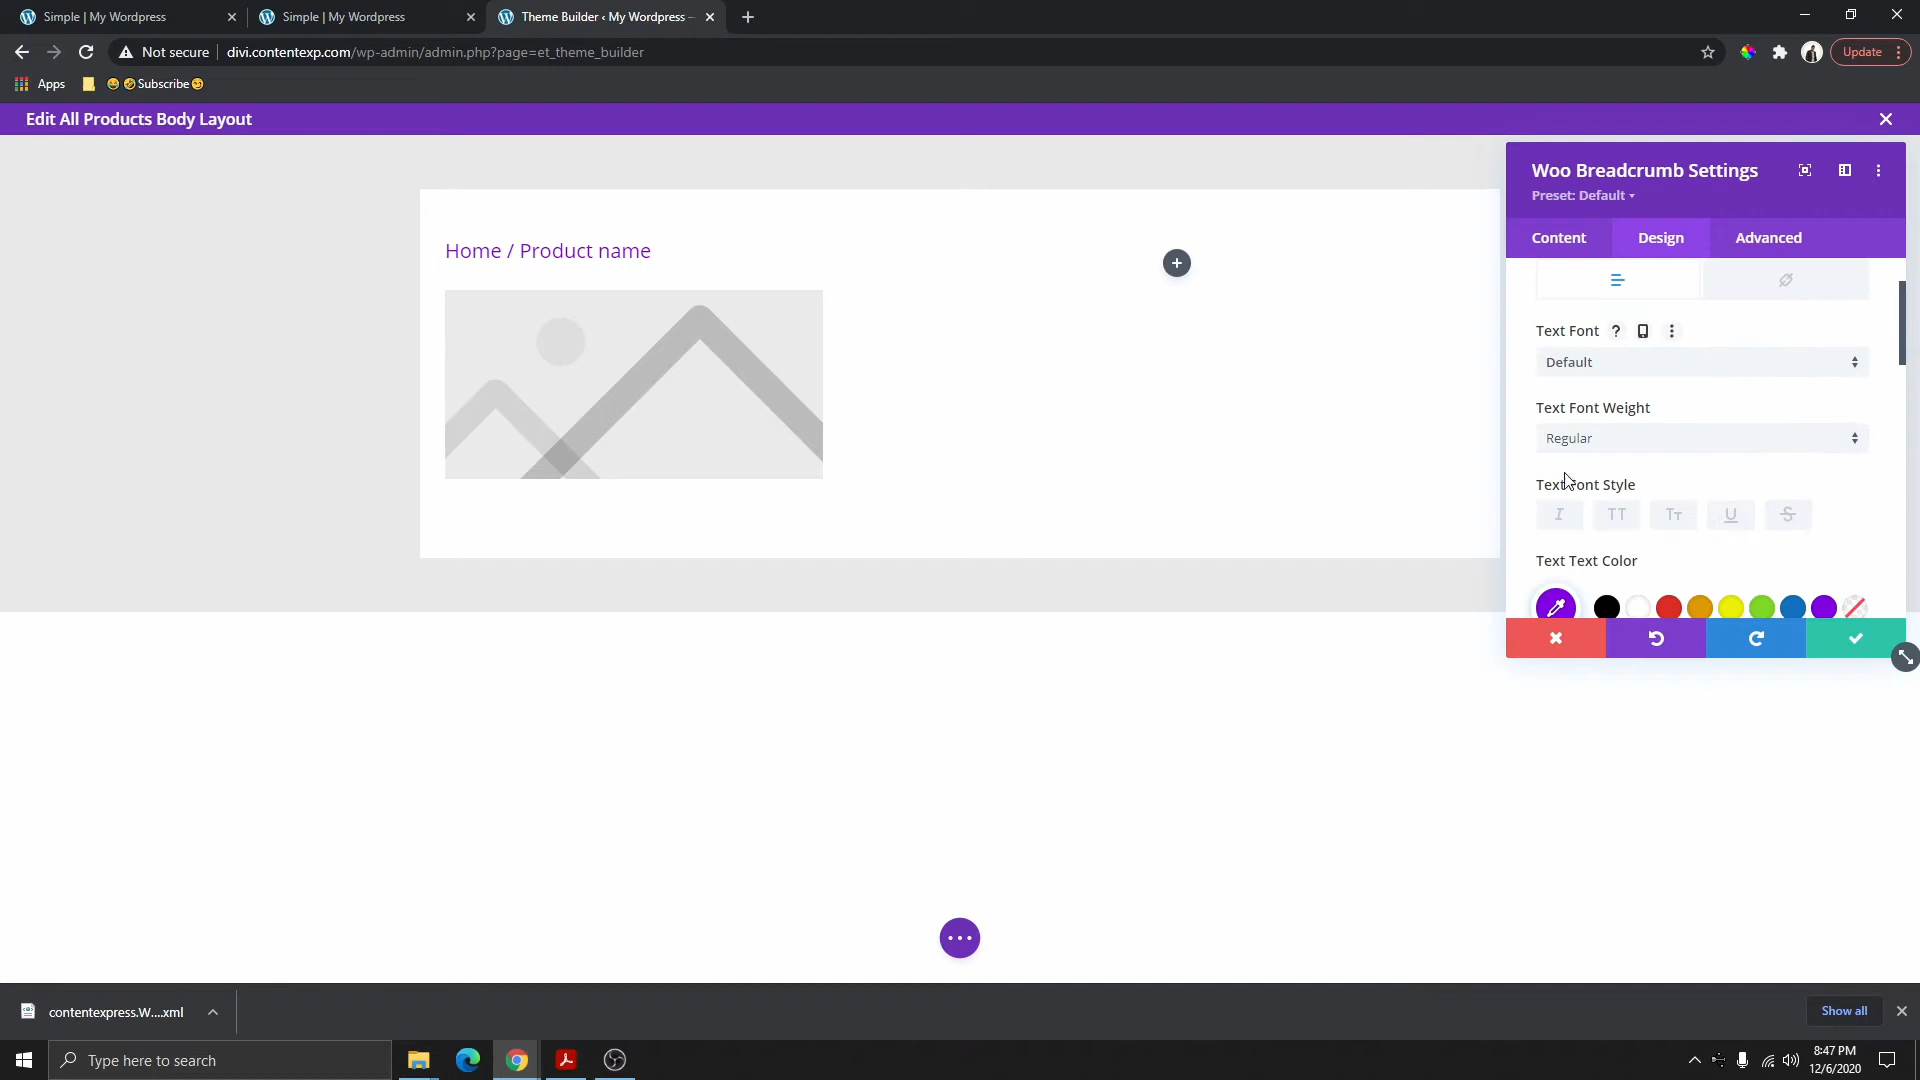 Simple | My Wordpress
Simple | My Wordpress
Theme Builder ‹ My Wordpress –
Not secure
divi.contentexp.com/wp-admin/admin.php?page=et_theme_builder
Update
Apps
😂 🤣Subscribe😏
Edit All Products Body Layout
Woo Breadcrumb Settings
Preset: Default
Content
Design
Advanced
Home / Product name
Text Font ?
Default
Text Font Weight
Regular
Text Font Style
I TT Tт U S
Text Text Color
contentexpress.W....xml
Show all
Type here to search
8:47 PM
12/6/2020